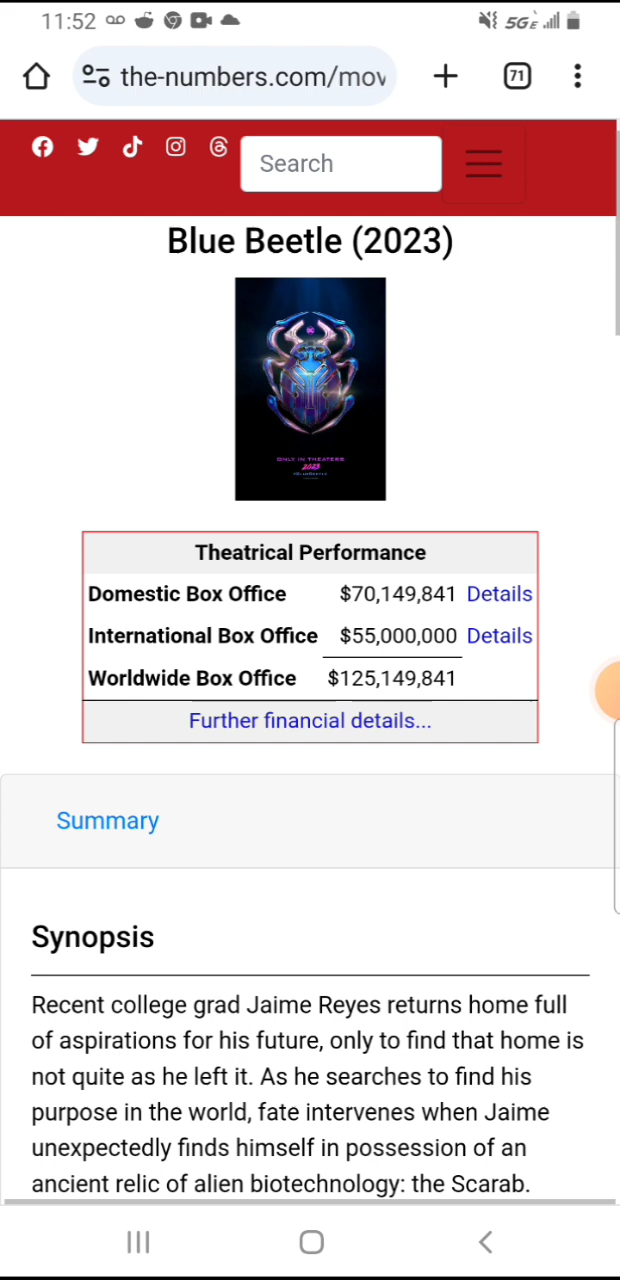 11:52
5GE
the-numbers.com/mov
71
Search
Blue Beetle (2023)
DC
ONLY IN THEATERS
2023
Theatrical Performance
Domestic Box Office $70,149,841 Details
International Box Office $55,000,000 Details
Worldwide Box Office $125,149,841
Further financial details...
Summary
Synopsis
Recent college grad Jaime Reyes returns home full
of aspirations for his future, only to find that home is
not quite as he left it. As he searches to find his
purpose in the world, fate intervenes when Jaime
unexpectedly finds himself in possession of an
ancient relic of alien biotechnology: the Scarab.